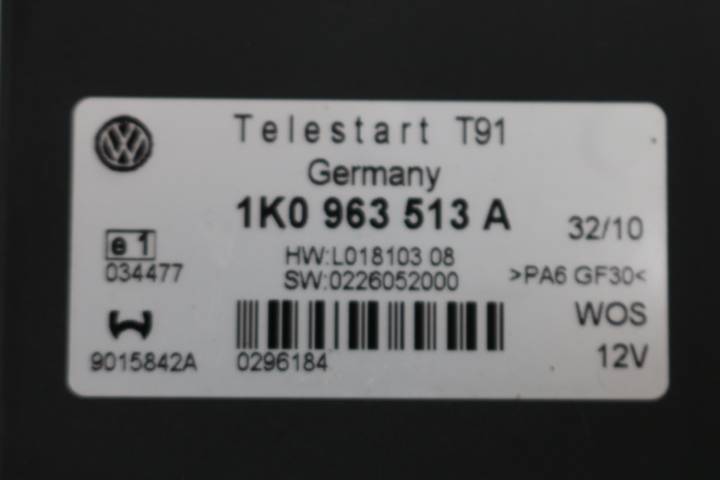 Telestart T91
Germany
1K0 963 513 A
32/10
e 1
034477
HW:L018103 08
SW:0226052000
>PA6 GF30<
WOS
9015842A
0296184
12V